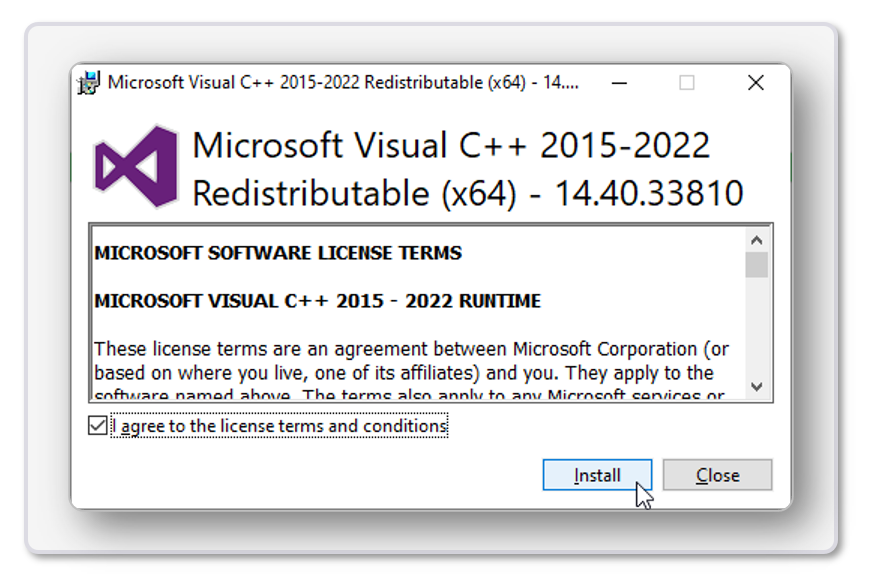 Microsoft Visual C++ 2015-2022 Redistributable (x64) - 14....
Microsoft Visual C++ 2015-2022
Redistributable (x64) - 14.40.33810
MICROSOFT SOFTWARE LICENSE TERMS
MICROSOFT VISUAL C++ 2015 - 2022 RUNTIME
These license terms are an agreement between Microsoft Corporation (or
based on where you live, one of its affiliates) and you. They apply to the
software named above. The terms also apply to any Microsoft services or
I agree to the license terms and conditions
Install Close